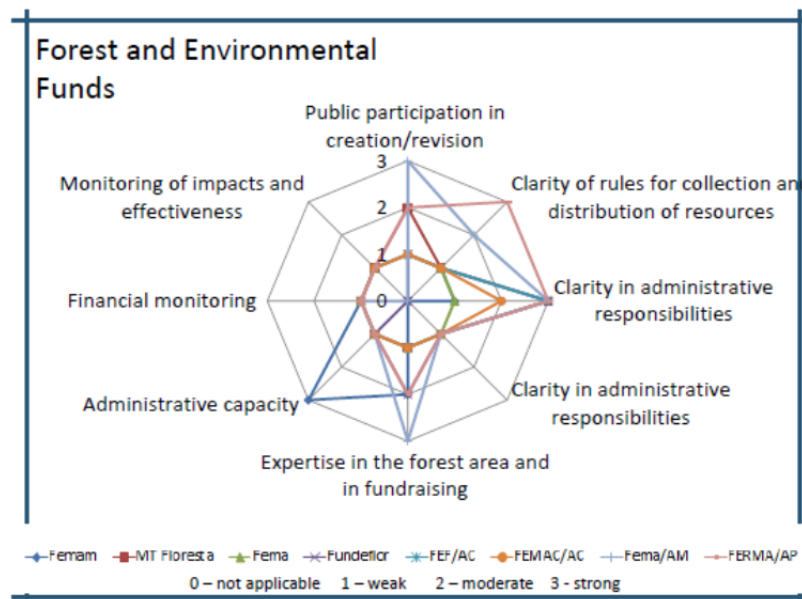 Forest and Environmental
Funds
Public participation in
creation/revision
3
Monitoring of impacts and
effectiveness
Clarity of rules for collection and
distribution of resources
2
1
Financial monitoring
0
Clarity in administrative
responsibilities
Administrative capacity
Clarity in administrative
responsibilities
Expertise in the forest area and
in fundraising
Femam MT Floresta Fema Fundeflor FEF/AC FEMAC/AC Fema/AM FERMA/AP
0 – not applicable 1 – weak 2 – moderate 3 - strong